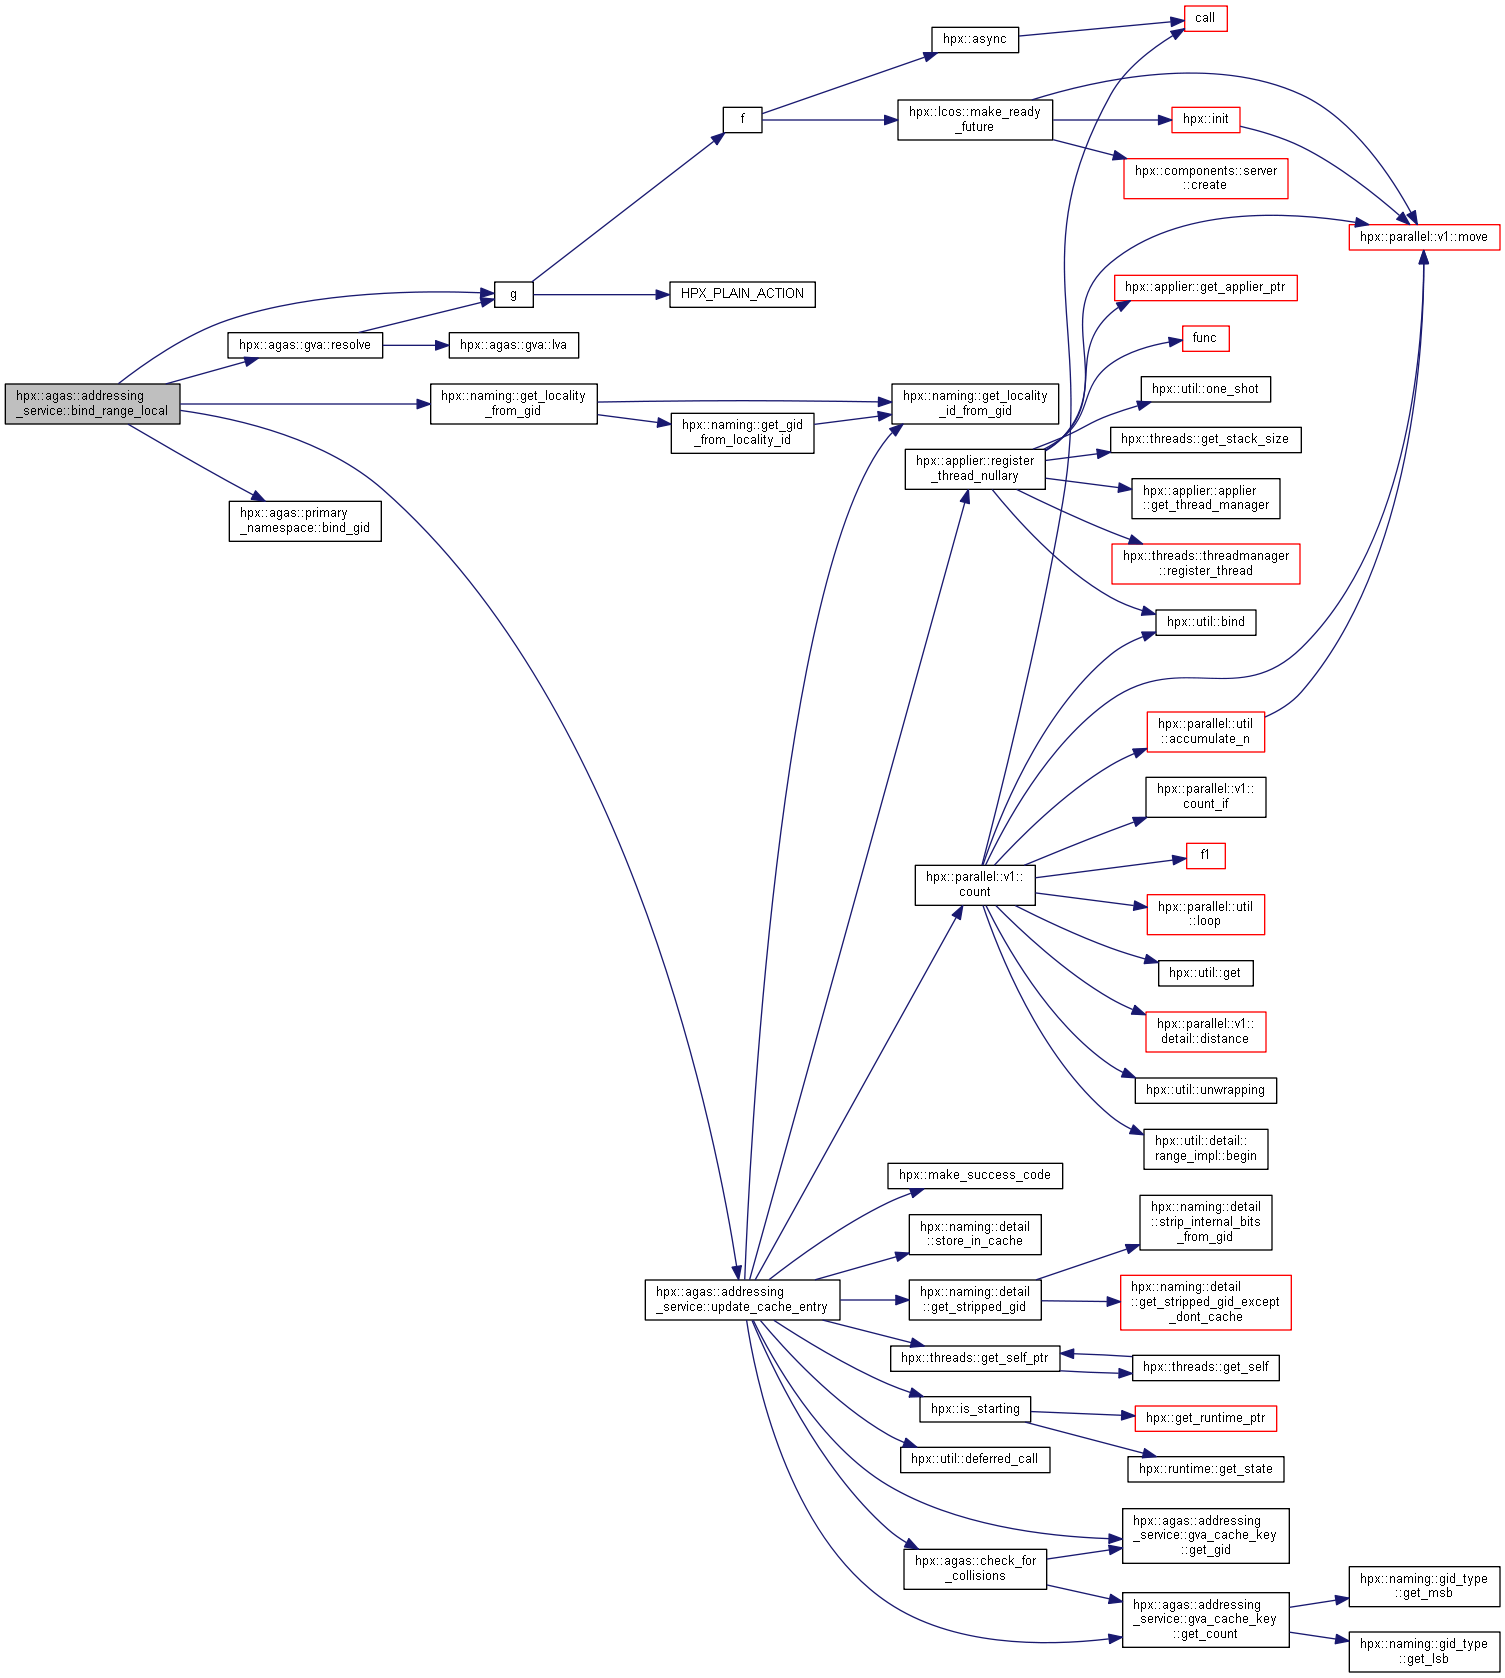 call
hpx::async
hpx::lcos::make_ready
_future
f
hpx::init
hpx::components::server
::create
hpx::parallel::v1::move
g
HPX_PLAIN_ACTION
hpx::applier::get_applier_ptr
hpx::agas::gva::resolve
hpx::agas::gva::lva
func
hpx::agas::addressing
_service::bind_range_local
hpx::naming::get_locality
_from_gid
hpx::naming::get_locality
_id_from_gid
hpx::util::one_shot
hpx::naming::get_gid
_from_locality_id
hpx::threads::get_stack_size
hpx::applier::register
_thread_nullary
hpx::applier::applier
::get_thread_manager
hpx::agas::primary
_namespace::bind_gid
hpx::threads::threadmanager
::register_thread
hpx::util::bind
hpx::parallel::util
::accumulate_n
hpx::parallel::v1::
count_if
f1
hpx::parallel::v1::
count
hpx::parallel::util
::loop
hpx::util::get
hpx::parallel::v1::
detail::distance
hpx::util::unwrapping
hpx::util::detail::
range_impl::begin
hpx::make_success_code
hpx::naming::detail
::strip_internal_bits
_from_gid
hpx::naming::detail
::store_in_cache
hpx::agas::addressing
_service::update_cache_entry
hpx::naming::detail
::get_stripped_gid
hpx::naming::detail
::get_stripped_gid_except
_dont_cache
hpx::threads::get_self_ptr
hpx::threads::get_self
hpx::is_starting
hpx::get_runtime_ptr
hpx::util::deferred_call
hpx::runtime::get_state
hpx::agas::addressing
_service::gva_cache_key
::get_gid
hpx::agas::check_for
_collisions
hpx::agas::addressing
_service::gva_cache_key
::get_count
hpx::naming::gid_type
::get_msb
hpx::naming::gid_type
::get_lsb